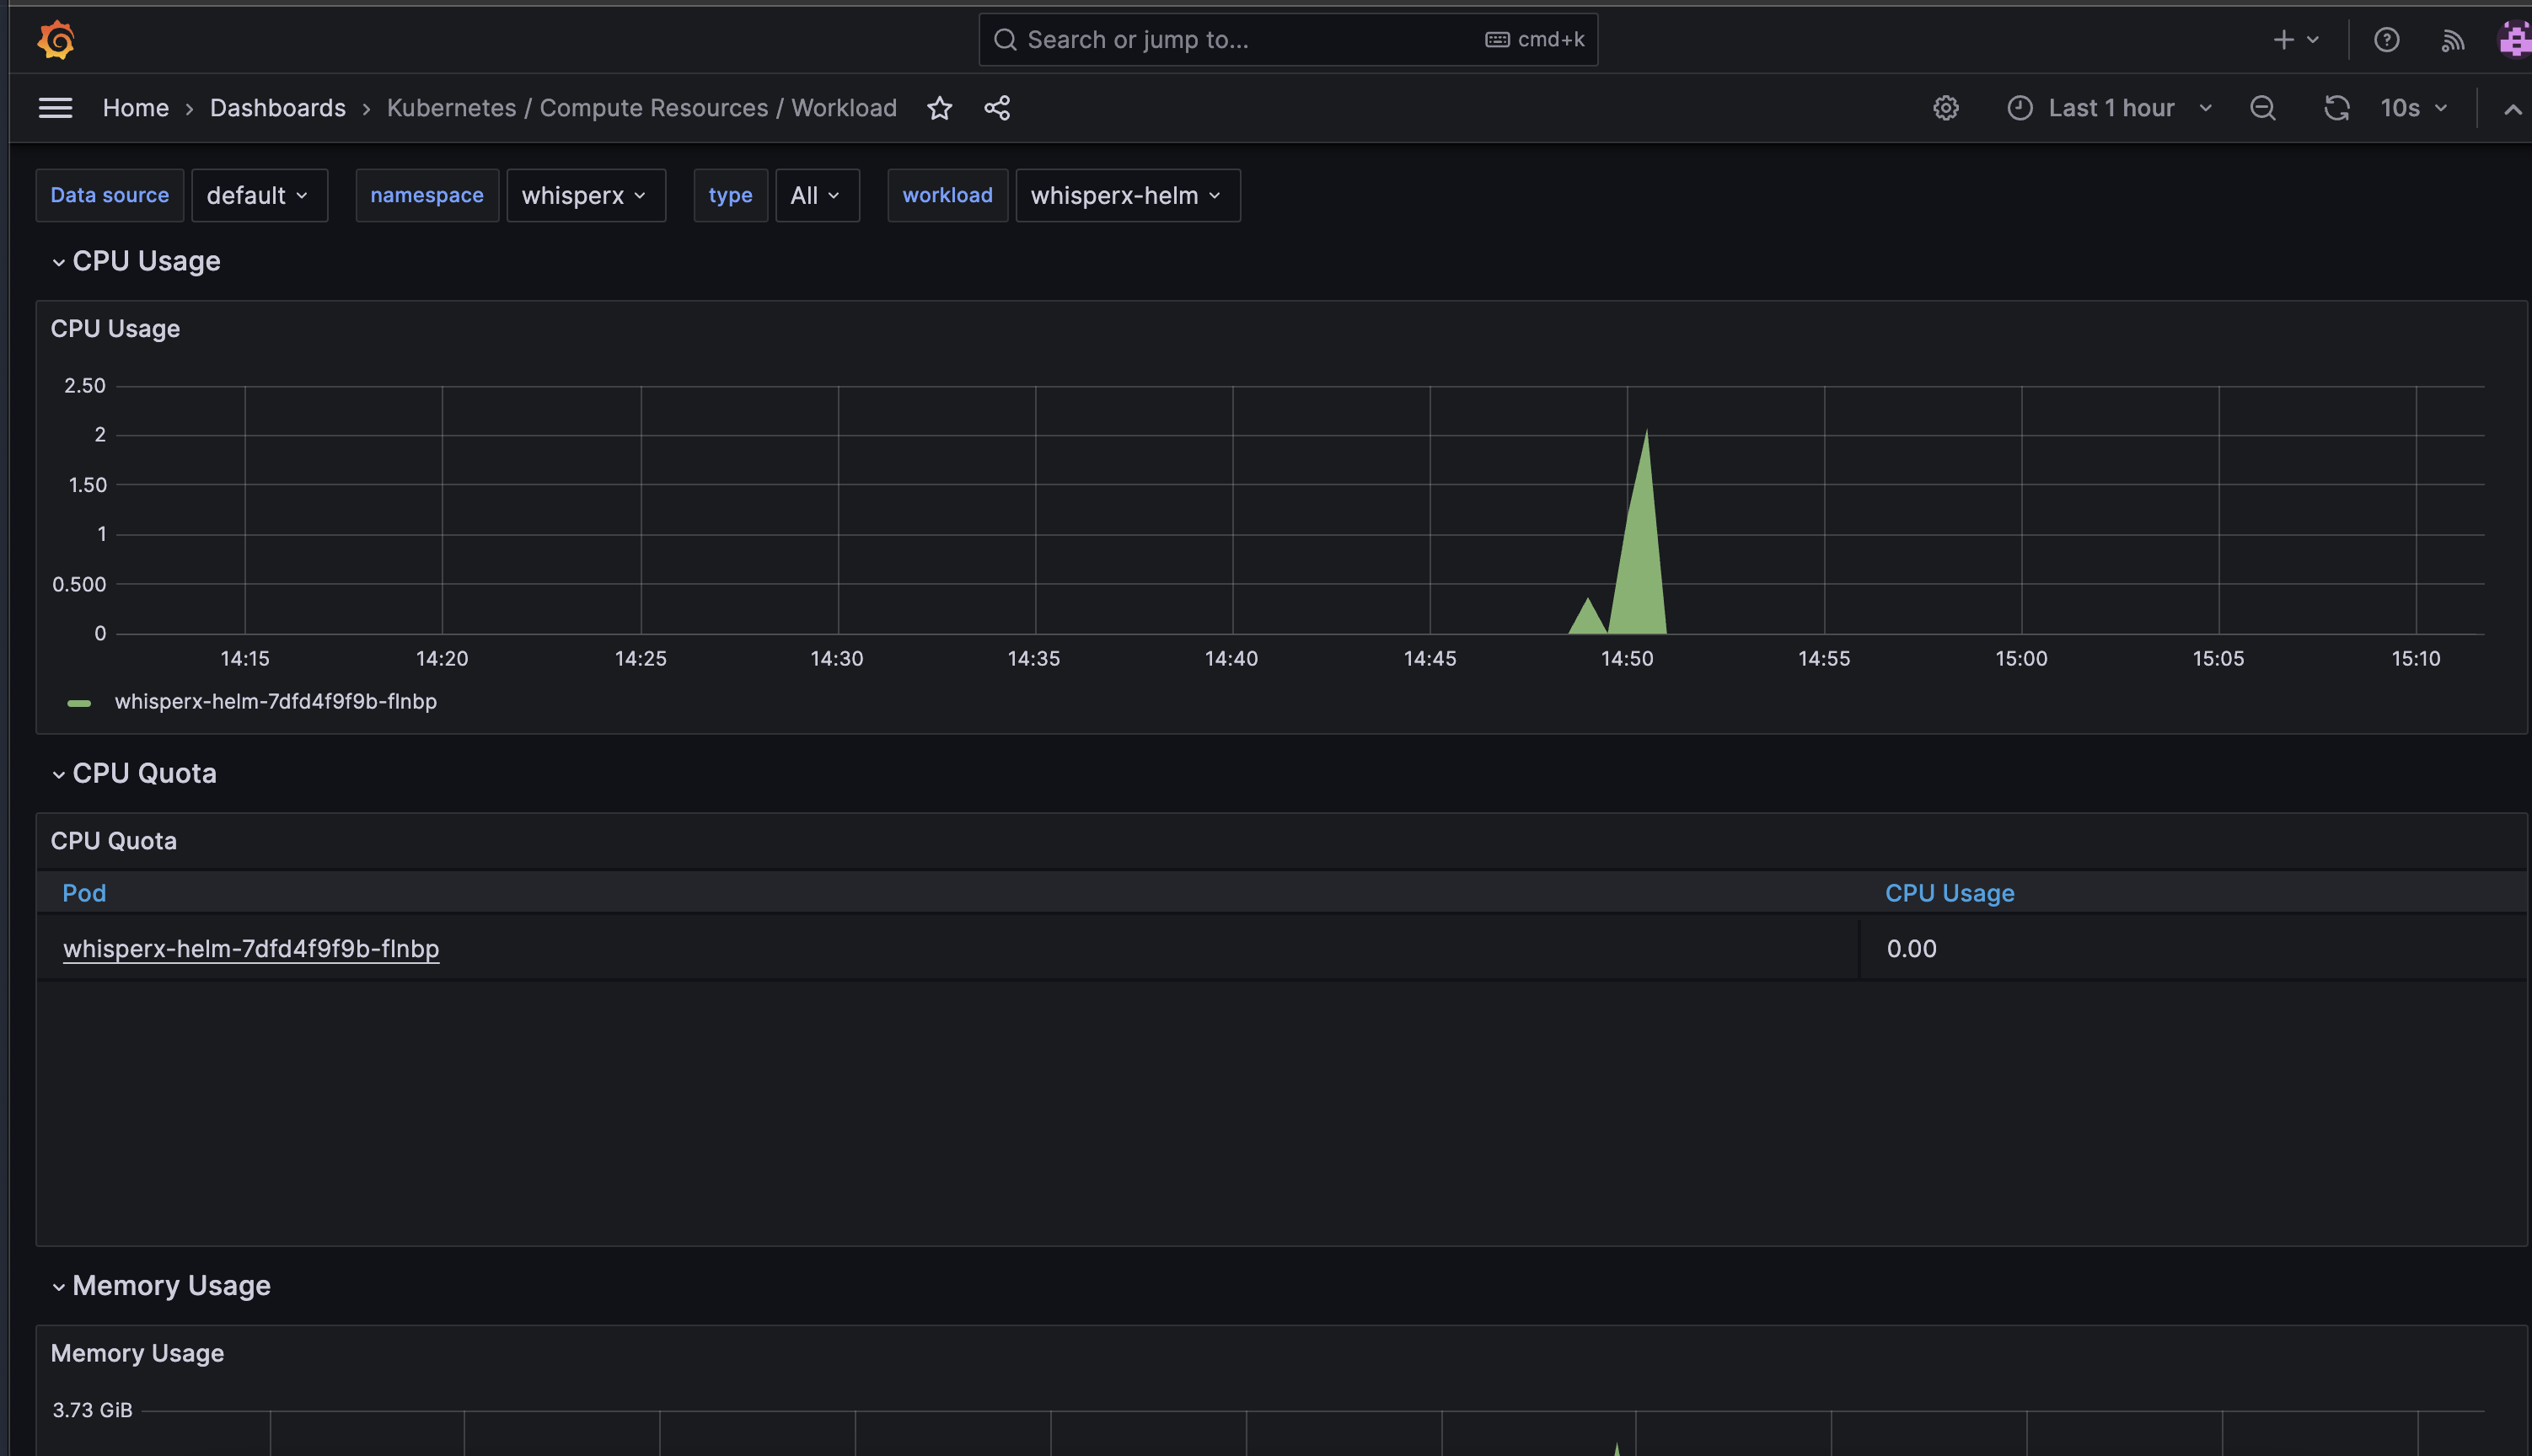 Search or jump to... cmd+k
Home › Dashboards › Kubernetes / Compute Resources / Workload Last 1 hour 10s
Data source default namespace whisperx type All workload whisperx-helm
CPU Usage
CPU Usage
2.50
2
1.50
1
0.500
0
14:15 14:20 14:25 14:30 14:35 14:40 14:45 14:50 14:55 15:00 15:05 15:10
whisperx-helm-7dfd4f9f9b-flnbp
CPU Quota
CPU Quota
Pod CPU Usage
whisperx-helm-7dfd4f9f9b-flnbp 0.00
Memory Usage
Memory Usage
3.73 GiB